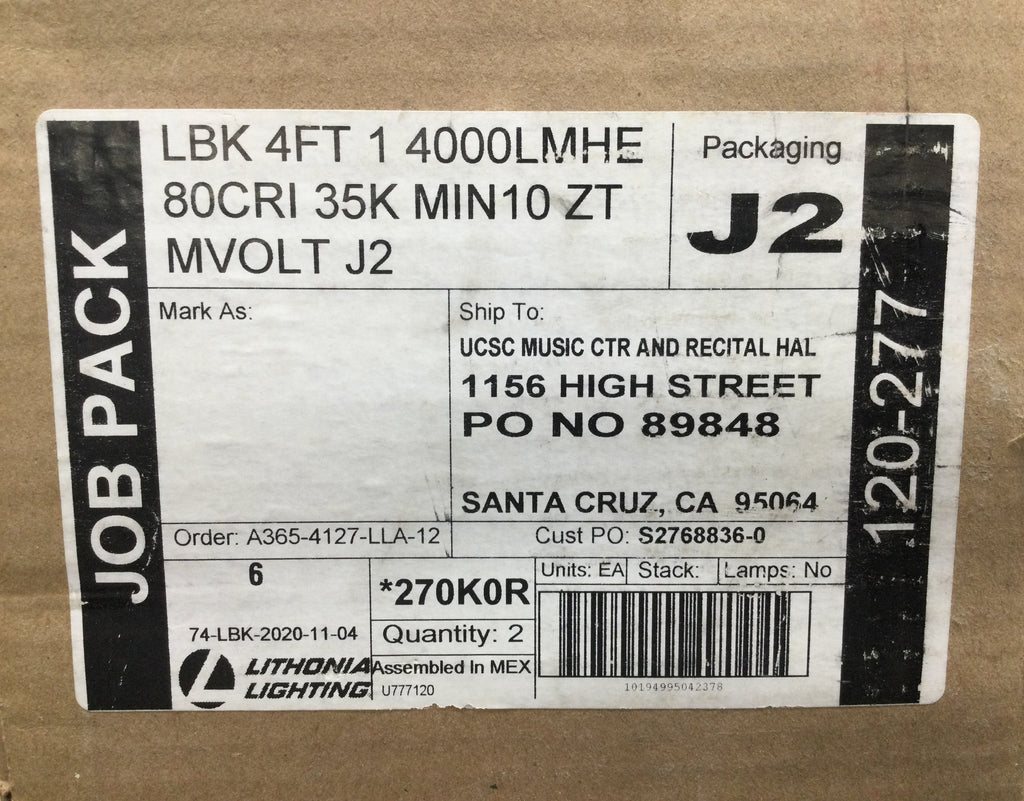 JOB PACK
LBK 4FT 1 4000LMHE
80CRI 35K MIN10 ZT
MVOLT J2
Packaging
J2
120-277
Mark As:
Ship To:
UCSC MUSIC CTR AND RECITAL HAL
1156 HIGH STREET
PO NO 89848
SANTA CRUZ, CA 95064
Order: A365-4127-LLA-12
Cust PO: S2768836-0
6
74-LBK-2020-11-04
LITHONIA
LIGHTING
*270K0R
Quantity: 2
Assembled In MEX
U777120
Units: EA
Stack:
Lamps: No
10194995042378